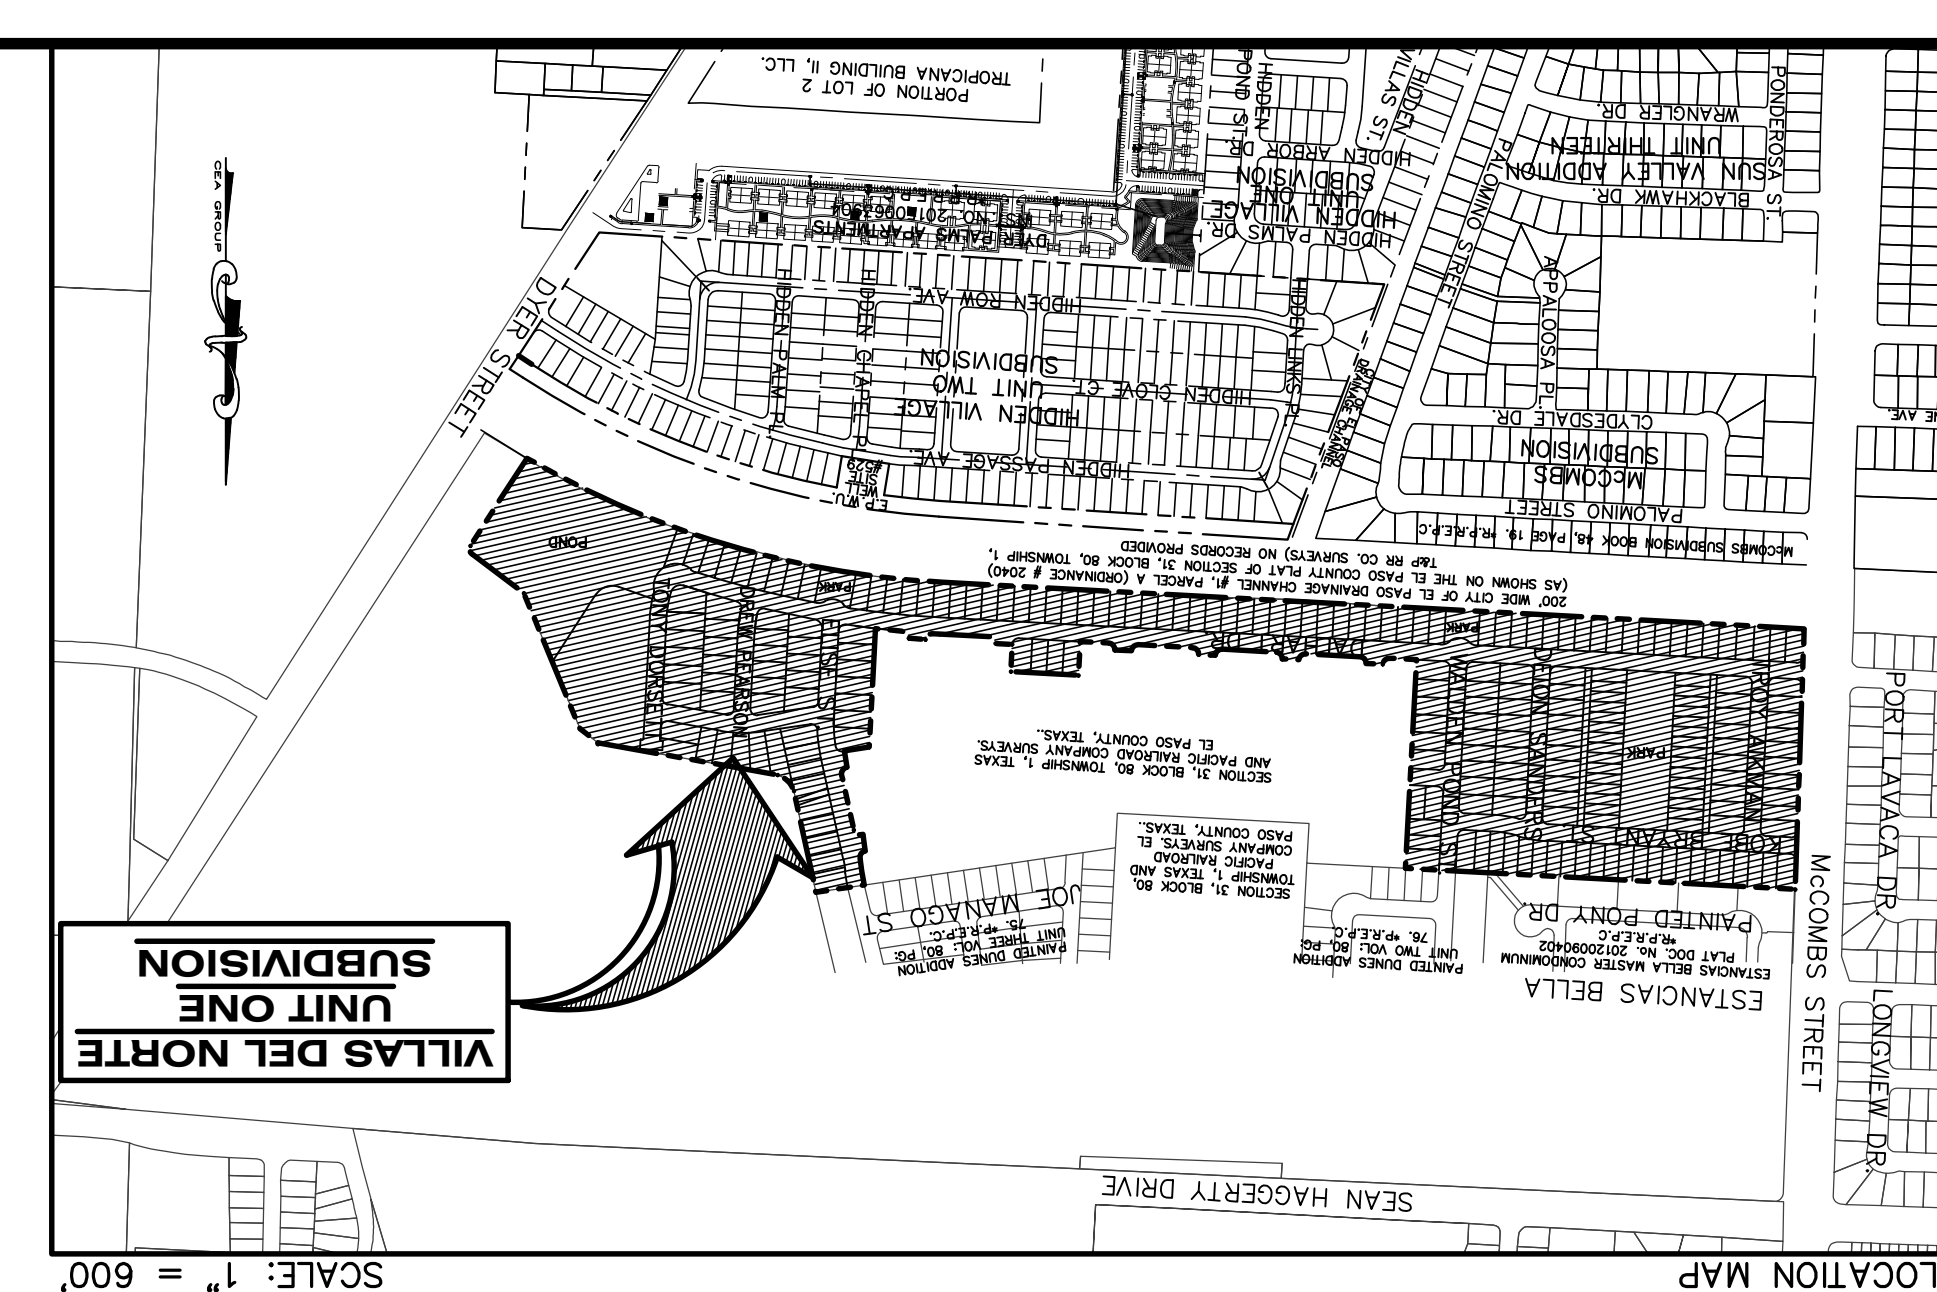 LOCATION MAP
SCALE: 1" = 600'
SEAN HAGGERTY DRIVE
VILLAS DEL NORTE
UNIT ONE
SUBDIVISION
LONGVIEW DR.
McCOMBS STREET
PORT LAVACA DR.
ESTANCIAS BELLA
ESTANCIAS BELLA MASTER CONDOMINIUM
PLAT DOC. No. 20120090402
*R.P.R.E.P.C
PAINTED PONY DR.
PAINTED DUNES ADDITION
UNIT TWO VOL: 80, PG:
76. *P.R.E.P.C.
PAINTED DUNES ADDITION
UNIT THREE VOL: 80, PG:
75. *P.R.E.P.C.
JOE MANAGO ST
SECTION 31, BLOCK 80,
TOWNSHIP 1, TEXAS AND
PACIFIC RAILROAD
COMPANY SURVEYS. EL
PASO COUNTY, TEXAS..
KOBE BRYANT ST
TROY AIKMAN
PARK
DEION SANDERS
SECTION 31, BLOCK 80, TOWNSHIP 1, TEXAS
AND PACIFIC RAILROAD COMPANY SURVEYS.
EL PASO COUNTY, TEXAS..
DREW PEARSON
TONY DORSETT
PARK
PARK
POND
200' WIDE CITY OF EL PASO DRAINAGE CHANNEL #1, PARCEL A (ORDINANCE # 2040)
(AS SHOWN ON THE EL PASO COUNTY PLAT OF SECTION 31, BLOCK 80, TOWNSHIP 1,
T&P RR CO. SURVEYS) NO RECORDS PROVIDED
McCOMBS SUBDIVISION BOOK 48, PAGE 19. *R.P.R.E.P.C
PALOMINO STREET
McCOMBS
SUBDIVISION
CLYDESDALE DR.
APPALOOSA PL.
CITY OF EL PASO
DRAINAGE CHANNEL
E.P.W.U.
WELL
SITE
#529
HIDDEN PASSAGE AVE.
HIDDEN VILLAGE
UNIT TWO
SUBDIVISION
HIDDEN CLOVE CT.
HIDDEN LINKS PL.
HIDDEN CHAPEL PL.
HIDDEN PALM PL.
HIDDEN ROW AVE.
DYER STREET
PALOMINO STREET
DYER PALMS APARTMENTS
HIDDEN PALMS DR.
HIDDEN VILLAGE
UNIT ONE
SUBDIVISION
HIDDEN ARBOR DR.
HIDDEN
POND ST.
HIDDEN
VILLAS ST.
BLACKHAWK DR.
SUN VALLEY ADDITION
UNIT THIRTEEN
WRANGLER DR.
PONDEROSA ST.
PORTION OF LOT 2
TROPICANA BUILDING II, LLC.
CEA GROUP